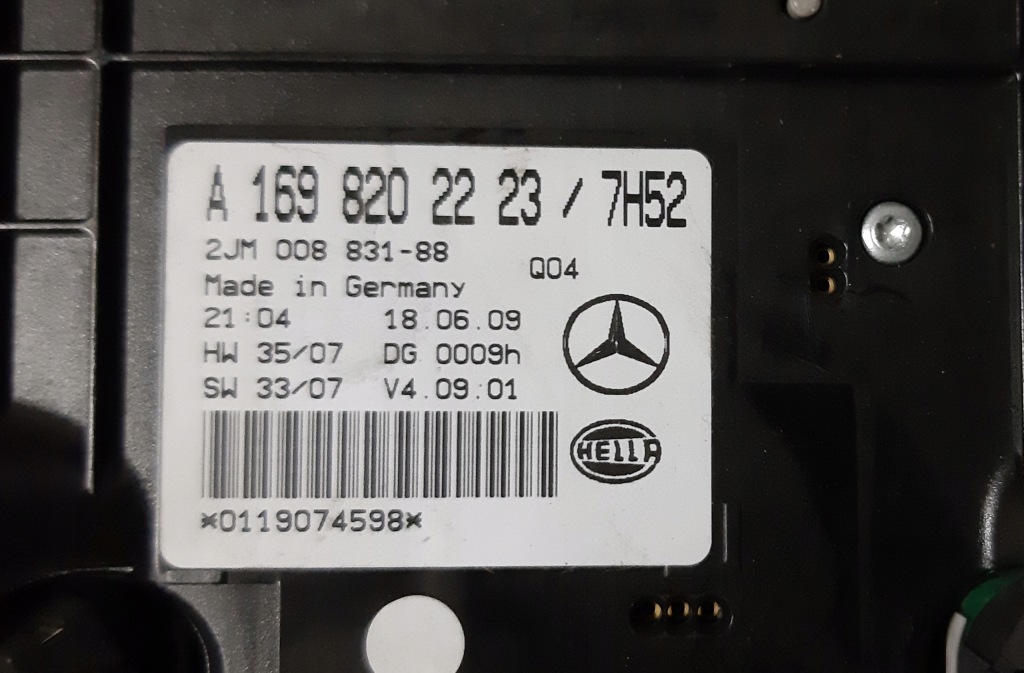 A 169 820 22 23 / 7H52
2JM 008 831-88
Q04
Made in Germany
21:04 18.06.09
HW 35/07 DG 0009h
SW 33/07 V4.09:01
HELLA
*0119074598*